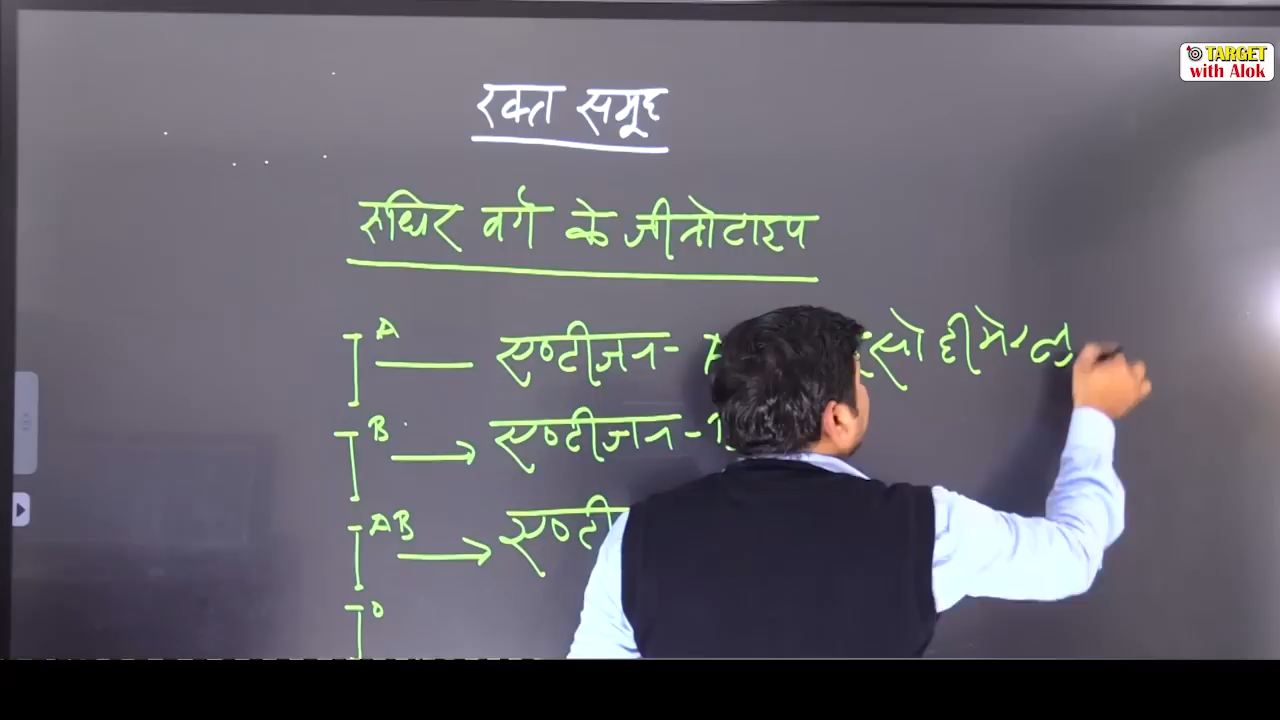 TARGET
with Alok
रक्त समूह
रुधिर वर्ग के जीनोटाइप
I^A एण्टीजन-
I^B → एण्टीजन-
I^AB → एण्टी
I^O